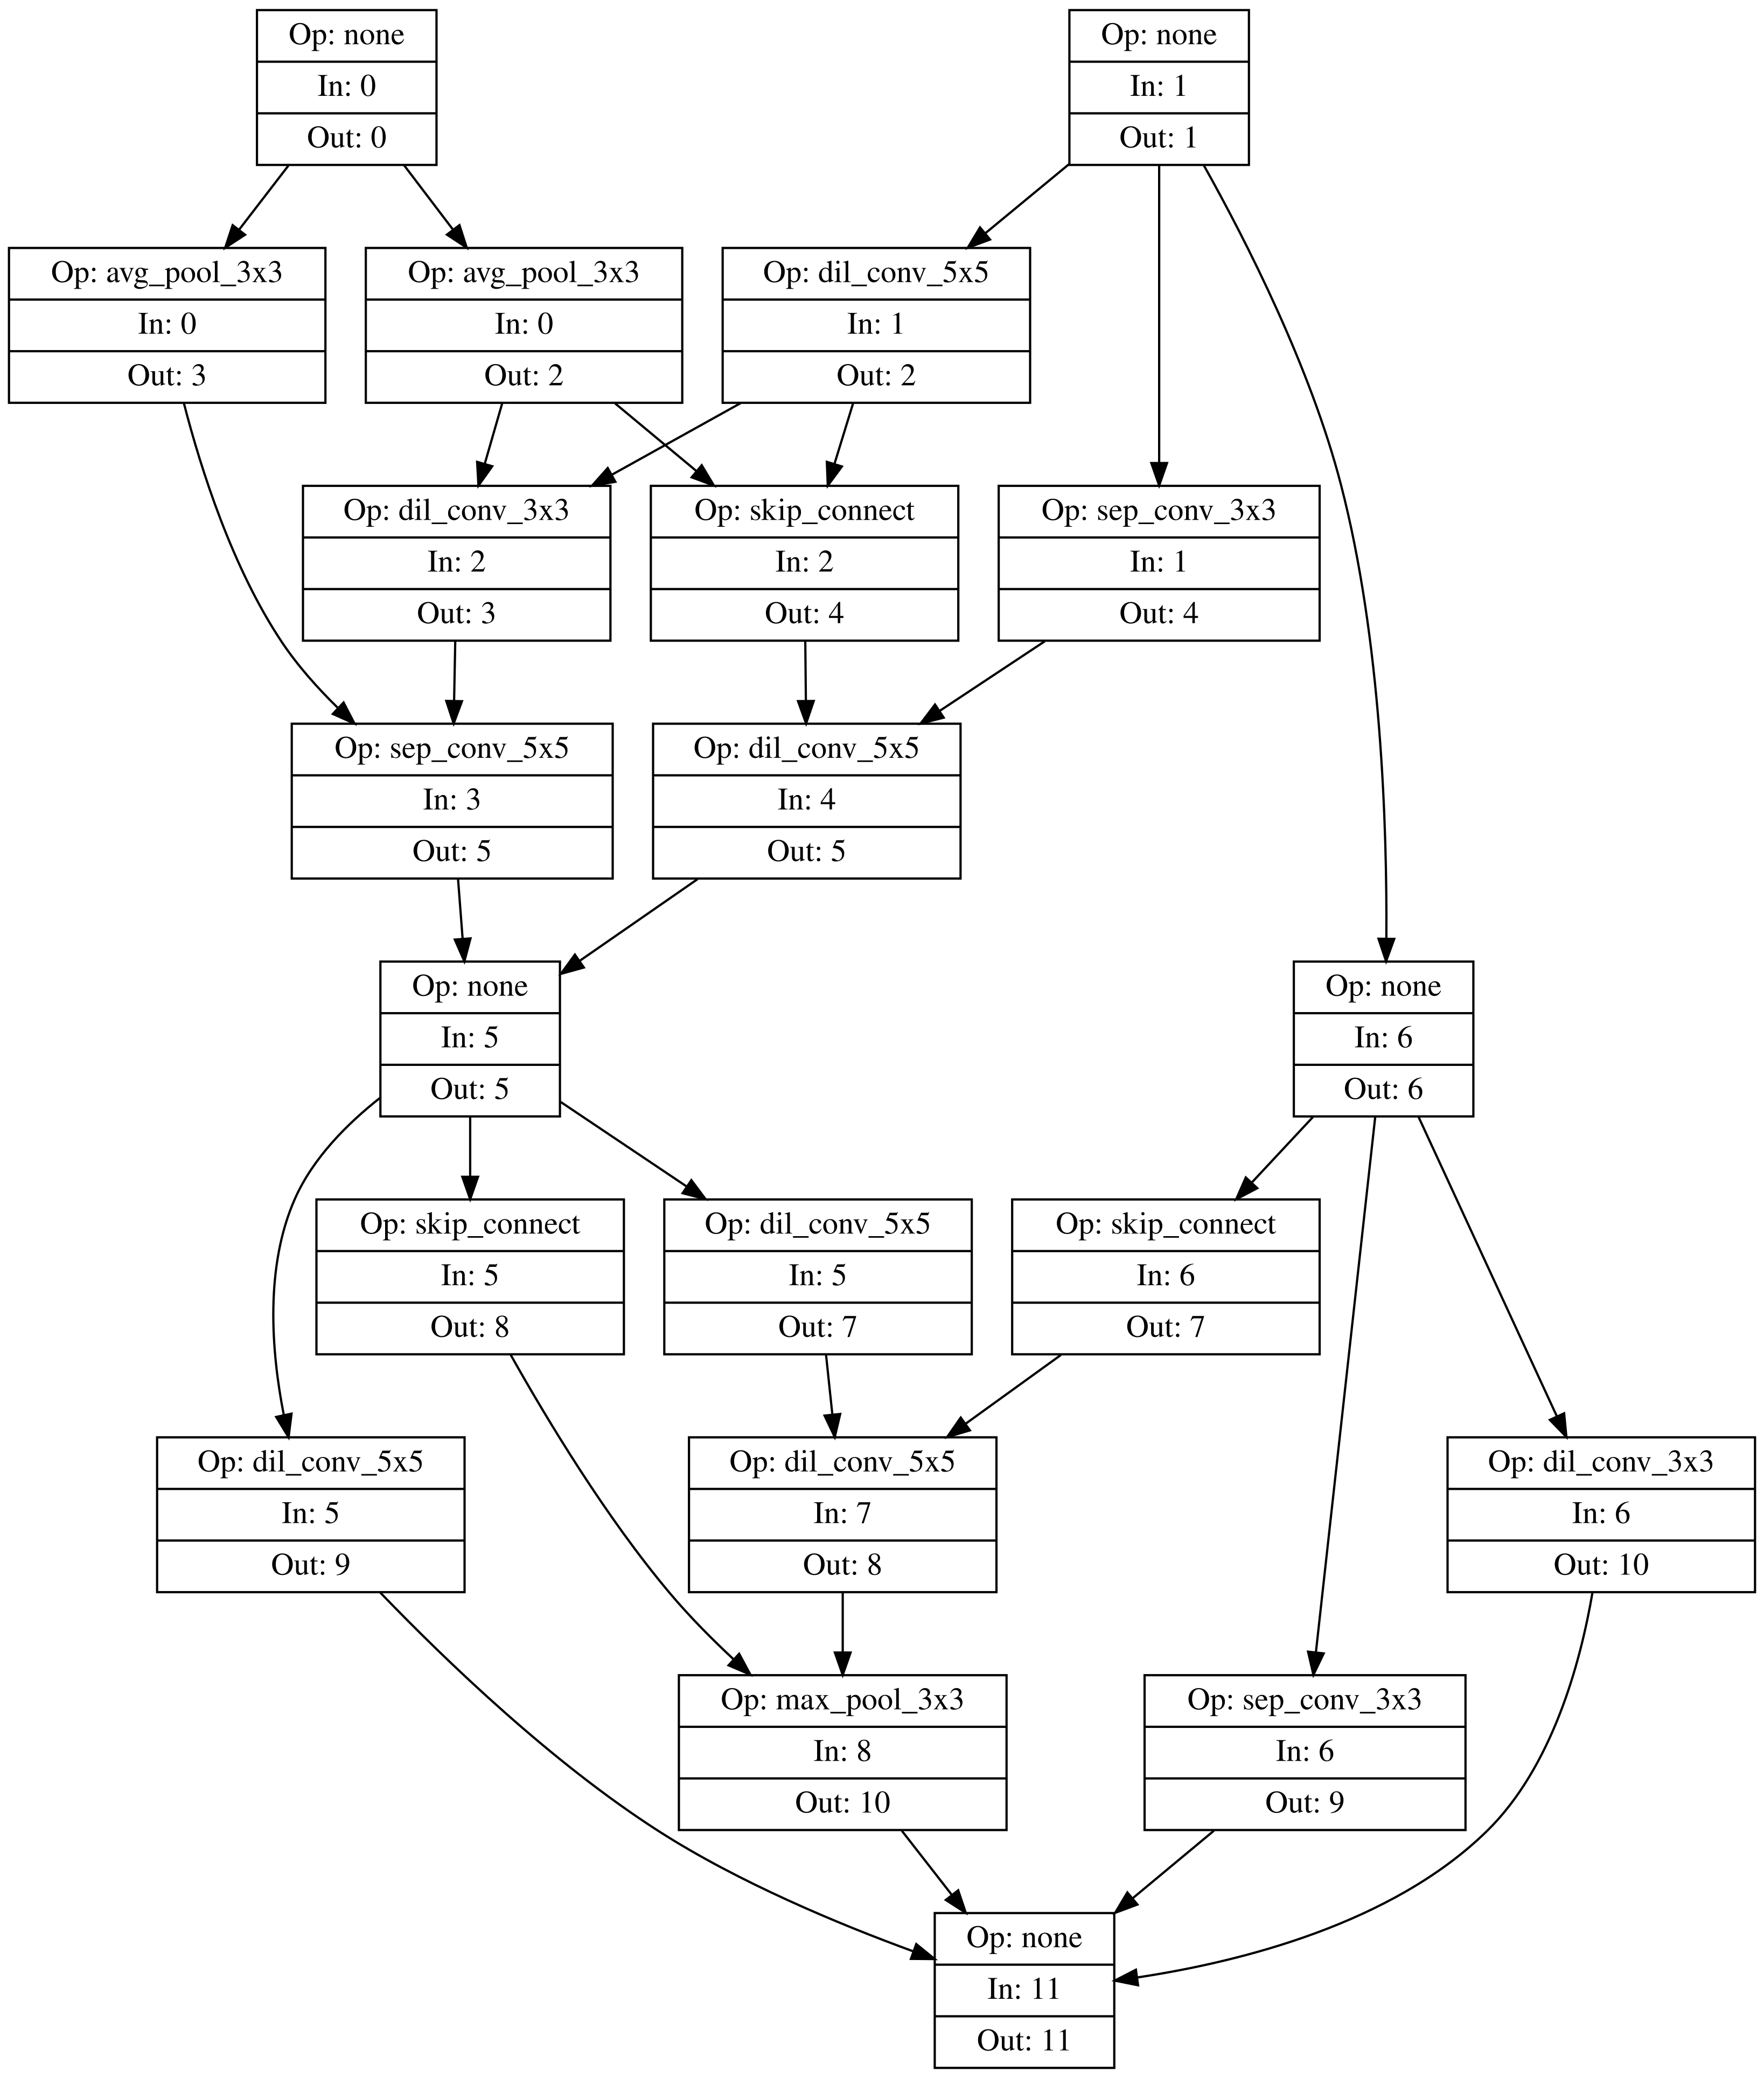 Op: none
In: 0
Out: 0
Op: none
In: 1
Out: 1
Op: avg_pool_3x3
In: 0
Out: 3
Op: avg_pool_3x3
In: 0
Out: 2
Op: dil_conv_5x5
In: 1
Out: 2
Op: dil_conv_3x3
In: 2
Out: 3
Op: skip_connect
In: 2
Out: 4
Op: sep_conv_3x3
In: 1
Out: 4
Op: sep_conv_5x5
In: 3
Out: 5
Op: dil_conv_5x5
In: 4
Out: 5
Op: none
In: 5
Out: 5
Op: none
In: 6
Out: 6
Op: skip_connect
In: 5
Out: 8
Op: dil_conv_5x5
In: 5
Out: 7
Op: skip_connect
In: 6
Out: 7
Op: dil_conv_5x5
In: 5
Out: 9
Op: dil_conv_5x5
In: 7
Out: 8
Op: dil_conv_3x3
In: 6
Out: 10
Op: max_pool_3x3
In: 8
Out: 10
Op: sep_conv_3x3
In: 6
Out: 9
Op: none
In: 11
Out: 11